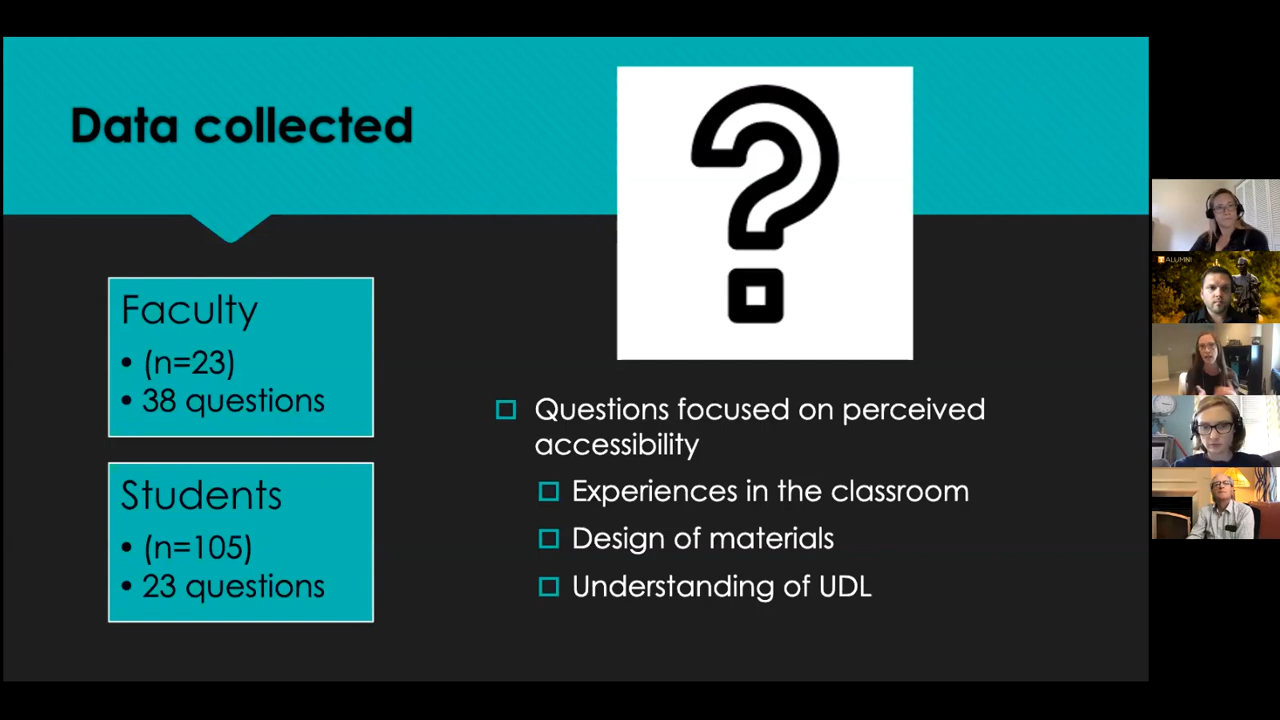 Data collected
Faculty
• (n=23)
• 38 questions
Students
• (n=105)
• 23 questions
Questions focused on perceived
accessibility
Experiences in the classroom
Design of materials
Understanding of UDL
ALUMNI